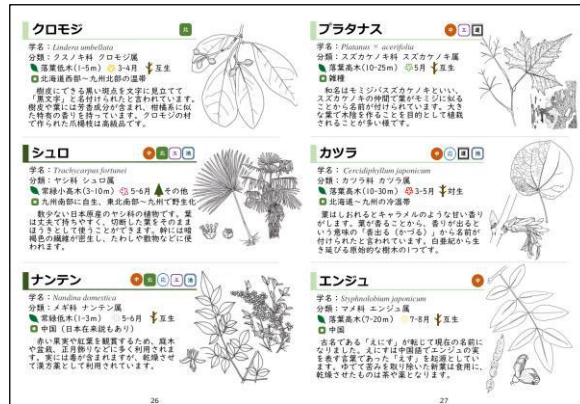 クロモジ
北
学名:Lindera umbellata
分類:クスノキ科 クロモジ属
落葉低木(1-5m) 3-4月 互生
北海道西部〜九州北部の温帯
樹皮にできる黒い斑点を文字に見立てて
「黒文字」と名付けられたと言われています。
樹皮や葉には芳香成分が含まれ、柑橘系に似
た特有の香りを持っています。クロモジの材
で作られた爪楊枝は高級品です。
シュロ
中 北 工 池
学名:Trachycarpus fortunei
分類:ヤシ科 シュロ属
常緑小高木(3-10m) 5-6月 その他
九州南部に自生、東北南部〜九州で野生化
数少ない日本原産のヤシ科の植物です。葉
は丈夫で持ちやすく、切断した葉をそのまま
ほうきとして使うことができます。幹には暗
褐色の繊維が密生し、たわしや敷物などに使
われます。
ナンテン
中 北 花 工 池
学名:Nandina domestica
分類:メギ科 ナンテン属
常緑低木(1-3m) 5-6月 互生
中国(日本在来説もあり)
赤い果実や紅葉を観賞するため、庭木
や盆栽、正月飾りなどに多く利用されま
す。実には毒が含まれますが、乾燥させ
て漢方薬として利用されています。
26
プラタナス
中 工
学名:Platanus × acerifolia
分類:スズカケノキ科 スズカケノキ属
落葉高木(10-25m) 5月 互生
雑種
和名はモミジバスズカケノキといい、
スズカケノキの仲間で葉がモミジに似る
ことから名前が付けられています。大き
な葉で木陰を作ることを目的として植栽
されることが多い樹です。
カツラ
中 花 池
学名:Cercidiphyllum japonicum
分類:カツラ科 カツラ属
落葉高木(10-30m) 3-5月 対生
北海道〜九州の冷温帯
葉はしおれるとキャラメルのような甘い香り
がします。葉が香ることから、香りが出ると
いう意味の「香出る(かづる)」から名前が
付けられたと言われています。白亜紀から生
き延びる原始的な樹木の1つです。
エンジュ
中
学名:Styphnolobium japonicum
分類:マメ科 エンジュ属
落葉高木(7-20m) 7-8月 互生
中国
古名である「えにす」が転じて現在の名前に
なりました。えにすは中国語でエンジュの実
を表す言葉であった「えす」を起源としてい
ます。ゆでて苦みを取り除いた新葉は食用に、
乾燥させたものは茶や薬となります。
27